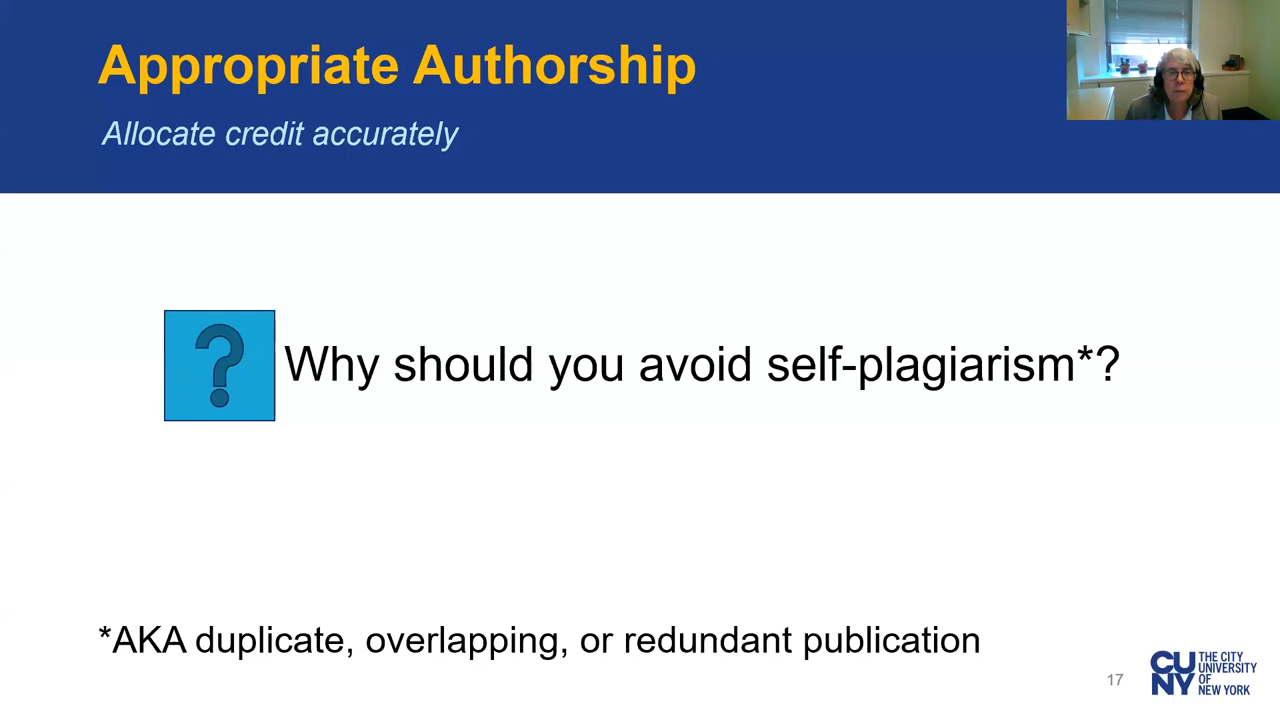 Appropriate Authorship
Allocate credit accurately
?
Why should you avoid self-plagiarism*?
*AKA duplicate, overlapping, or redundant publication
17
CU
NY
THE CITY
UNIVERSITY
OF
NEW YORK